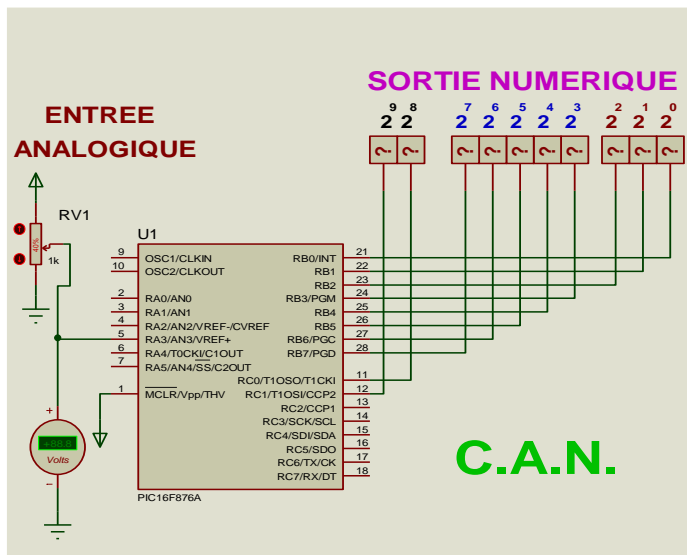 SORTIE NUMERIQUE
9 8 7 6 5 4 3 2 1 0
2 2 2 2 2 2 2 2 2 2
? ? ? ? ? ? ? ? ? ?
ENTREE
ANALOGIQUE
RV1
40%
1k
U1
9 OSC1/CLKIN RB0/INT 21
10 OSC2/CLKOUT RB1 22
RB2 23
2 RA0/AN0 RB3/PGM 24
3 RA1/AN1 RB4 25
4 RA2/AN2/VREF-/CVREF RB5 26
5 RA3/AN3/VREF+ RB6/PGC 27
6 RA4/T0CKI/C1OUT RB7/PGD 28
7 RA5/AN4/SS/C2OUT
RC0/T1OSO/T1CKI 11
1 MCLR/Vpp/THV RC1/T1OSI/CCP2 12
RC2/CCP1 13
RC3/SCK/SCL 14
RC4/SDI/SDA 15
RC5/SDO 16
RC6/TX/CK 17
RC7/RX/DT 18
PIC16F876A
+
+88.8
Volts
−
C.A.N.